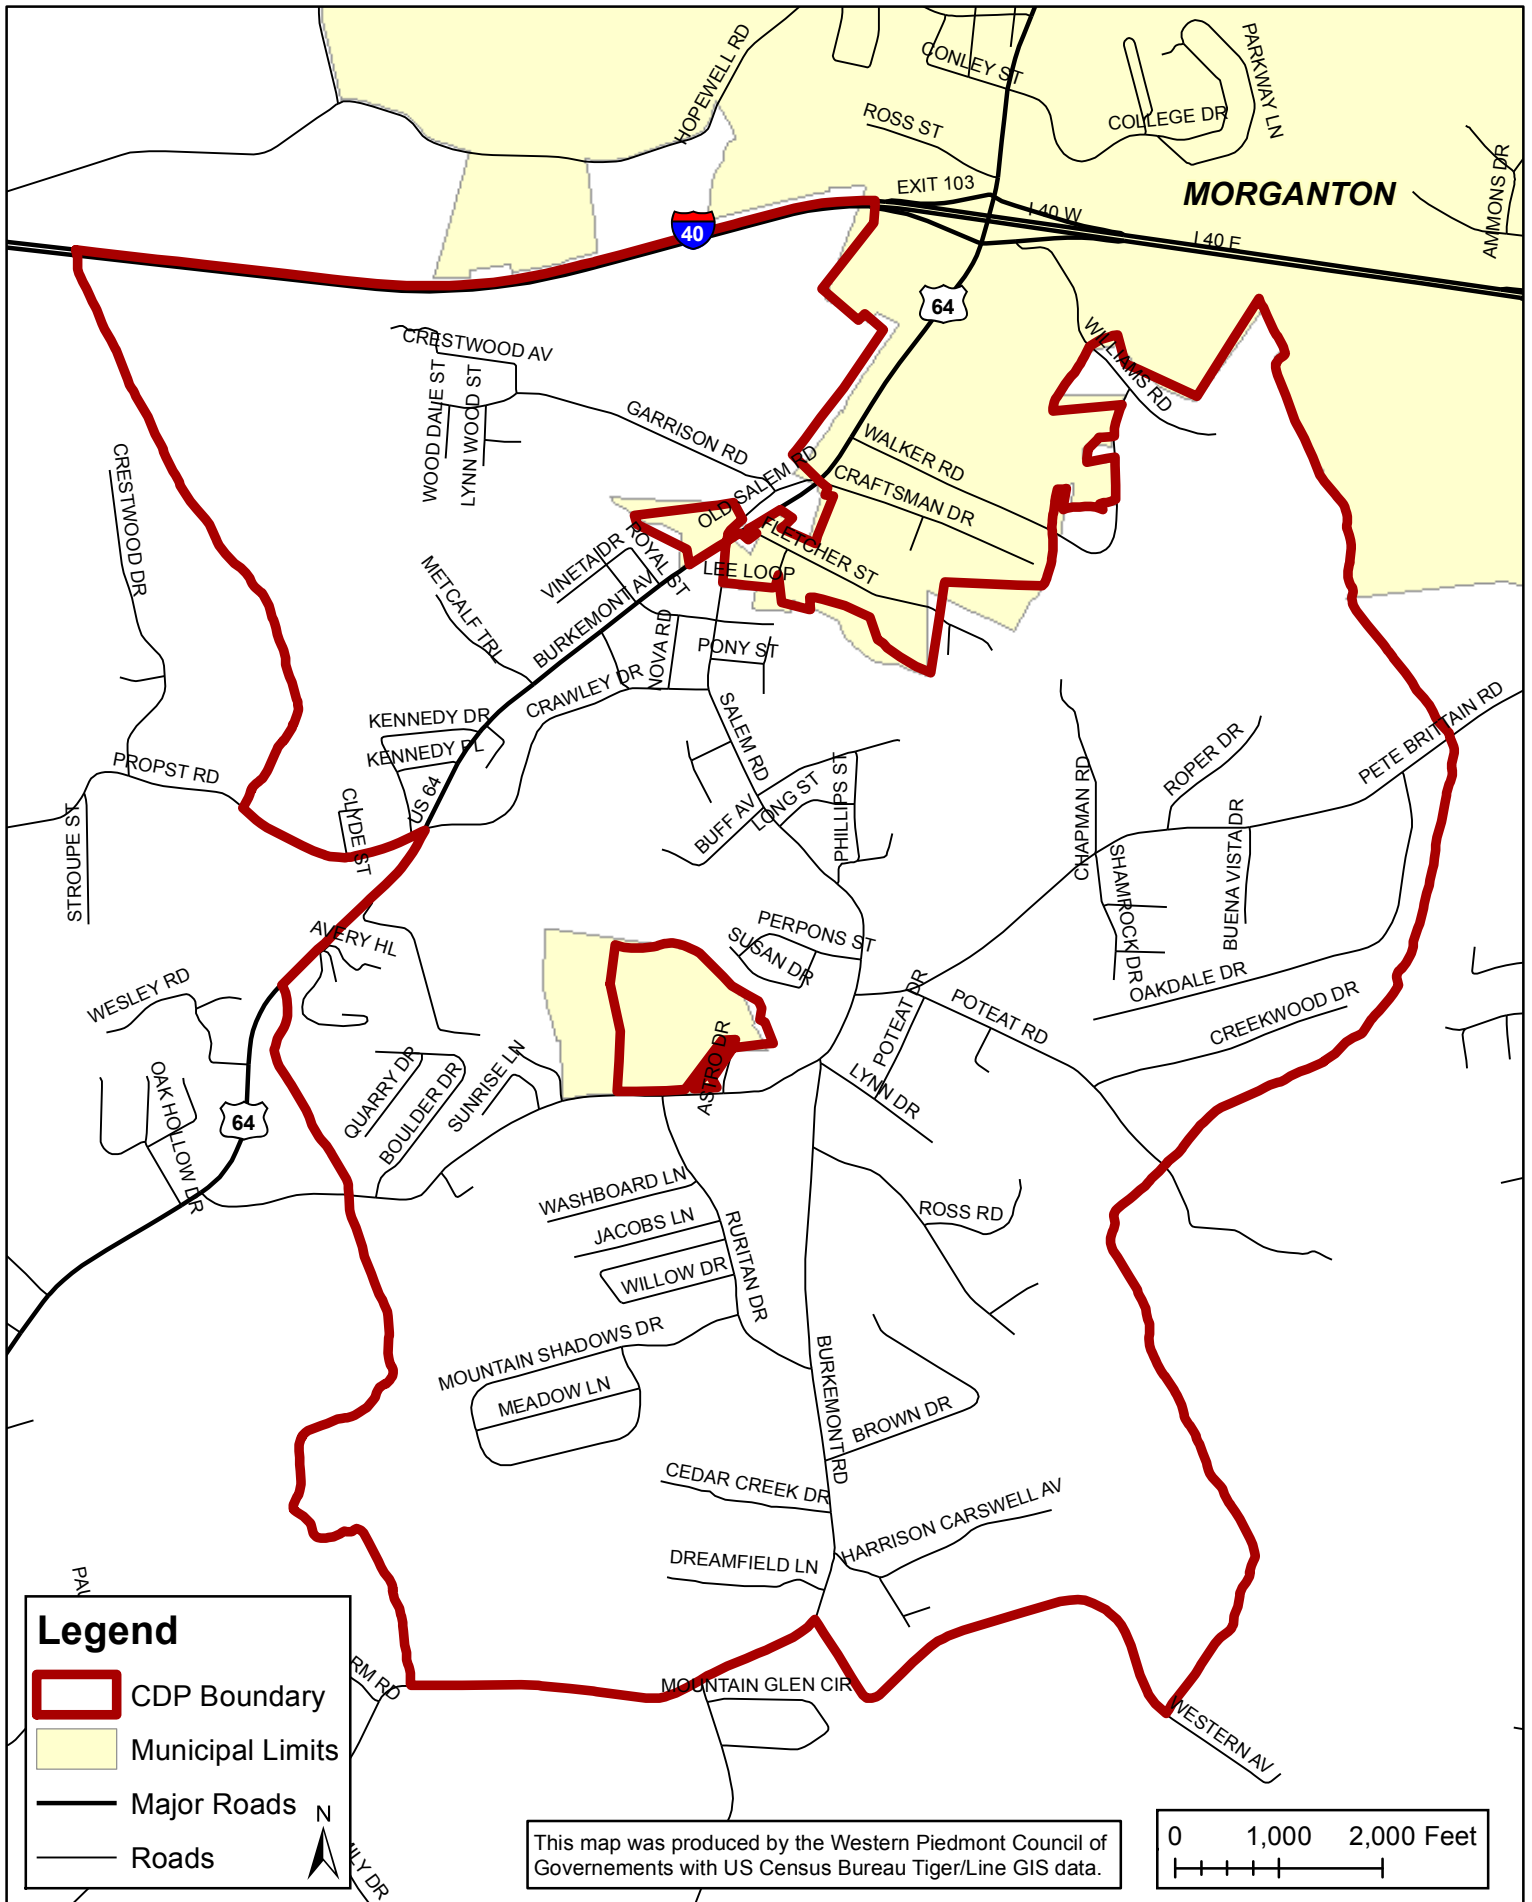 HOPEWELL RD
CONLEY ST
PARKWAY LN
ROSS ST
COLLEGE DR
EXIT 103
MORGANTON
AMMONS DR
I 40 W
40
I 40 E
64
CRESTWOOD AV
WILLIAMS RD
WOOD DALE ST
LYNN WOOD ST
GARRISON RD
WALKER RD
CRESTWOOD DR
OLD SALEM RD
CRAFTSMAN DR
FLETCHER ST
ROYAL ST
VINETA DR
LEE LOOP
METCALF TRL
BURKEMONT AV
NOVA RD
PONY ST
CRAWLEY DR
SALEM RD
KENNEDY DR
KENNEDY PL
PETE BRITTAIN RD
ROPER DR
PROPST RD
US 64
CLYDE ST
LONG ST
PHILLIPS ST
BUFF AV
CHAPMAN RD
STROUPE ST
SHAMROCK DR
BUENA VISTA DR
AVERY HL
PERPONS ST
SUSAN DR
WESLEY RD
POTEAT DR
POTEAT RD
OAKDALE DR
CREEKWOOD DR
ASTRO DR
QUARRY DR
BOULDER DR
SUNRISE LN
LYNN DR
OAK HOLLOW DR
64
WASHBOARD LN
JACOBS LN
ROSS RD
RURITAN DR
WILLOW DR
MOUNTAIN SHADOWS DR
MEADOW LN
BURKEMONT RD
BROWN DR
CEDAR CREEK DR
HARRISON CARSWELL AV
DREAMFIELD LN
MOUNTAIN GLEN CIR
WESTERN AV
PAU
RM RD
ILY DR
Legend
CDP Boundary
Municipal Limits
Major Roads
Roads
N
This map was produced by the Western Piedmont Council of
Governements with US Census Bureau Tiger/Line GIS data.
0 1,000 2,000 Feet